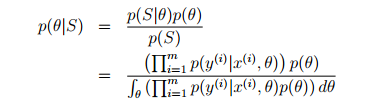 p(θ|S) = p(S|θ)p(θ) / p(S)
= (∏_{i=1}^{m} p(y^{(i)}|x^{(i)}, θ)) p(θ) / ∫_θ (∏_{i=1}^{m} p(y^{(i)}|x^{(i)}, θ)p(θ)) dθ